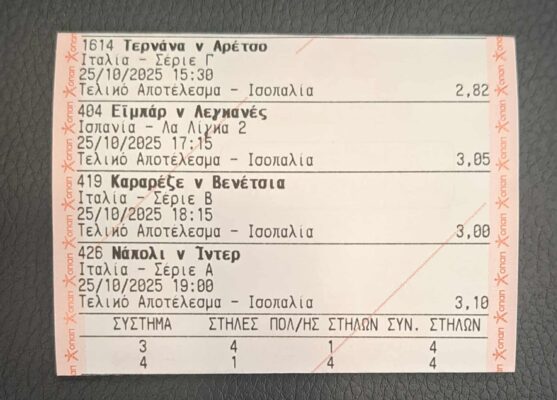 1614 Τερνάνα v Αρέτσο
Ιταλία - Σέριε Γ
25/10/2025 15:30
Τελικό Αποτέλεσμα - Ισοπαλία 2,82
404 Εϊμπάρ v Λεγκανές
Ισπανία - Λα Λίγκα 2
25/10/2025 17:15
Τελικό Αποτέλεσμα - Ισοπαλία 3,05
419 Καραρέζε v Βενέτσια
Ιταλία - Σέριε Β
25/10/2025 18:15
Τελικό Αποτέλεσμα - Ισοπαλία 3,00
426 Νάπολι v Ίντερ
Ιταλία - Σέριε Α
25/10/2025 19:00
Τελικό Αποτέλεσμα - Ισοπαλία 3,10
ΣΥΣΤΗΜΑ ΣΤΗΛΕΣ ΠΟΛ/ΗΣ ΣΤΗΛΩΝ ΣΥΝ. ΣΤΗΛΩΝ
3 4 1 4
4 1 4 4